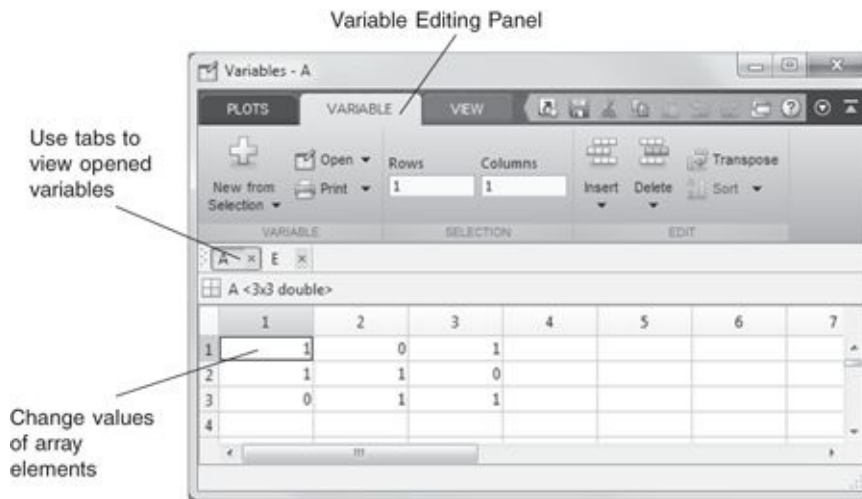 Variable Editing Panel
Variables - A
PLOTS VARIABLE VIEW
Use tabs to
view opened
variables
New from
Selection
Open
Print
Rows Columns
1 1
Insert Delete
Transpose
Sort
VARIABLE SELECTION EDIT
A × E ×
A <3x3 double>
1 2 3 4 5 6 7
1 1 0 1
2 1 1 0
3 0 1 1
4
Change values
of array
elements